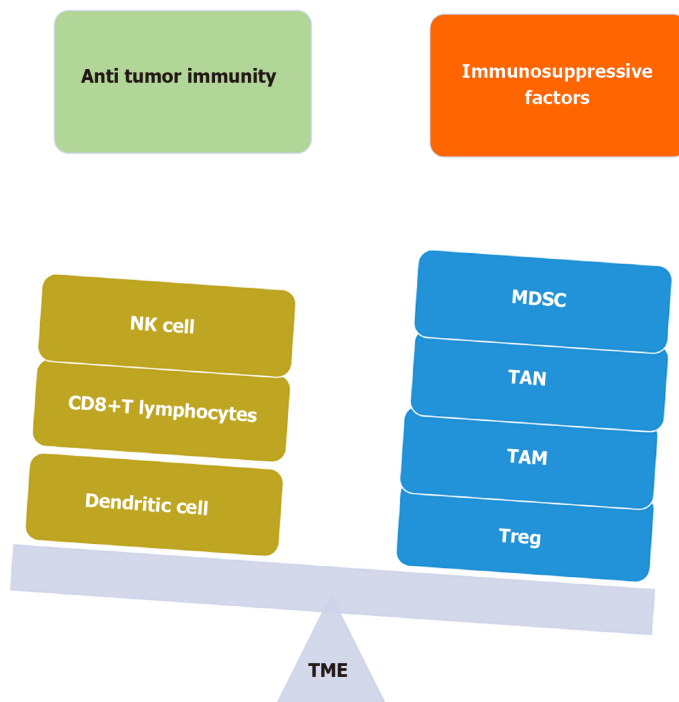 Anti tumor immunity
Immunosuppressive
factors
NK cell
CD8+T lymphocytes
Dendritic cell
MDSC
TAN
TAM
Treg
TME